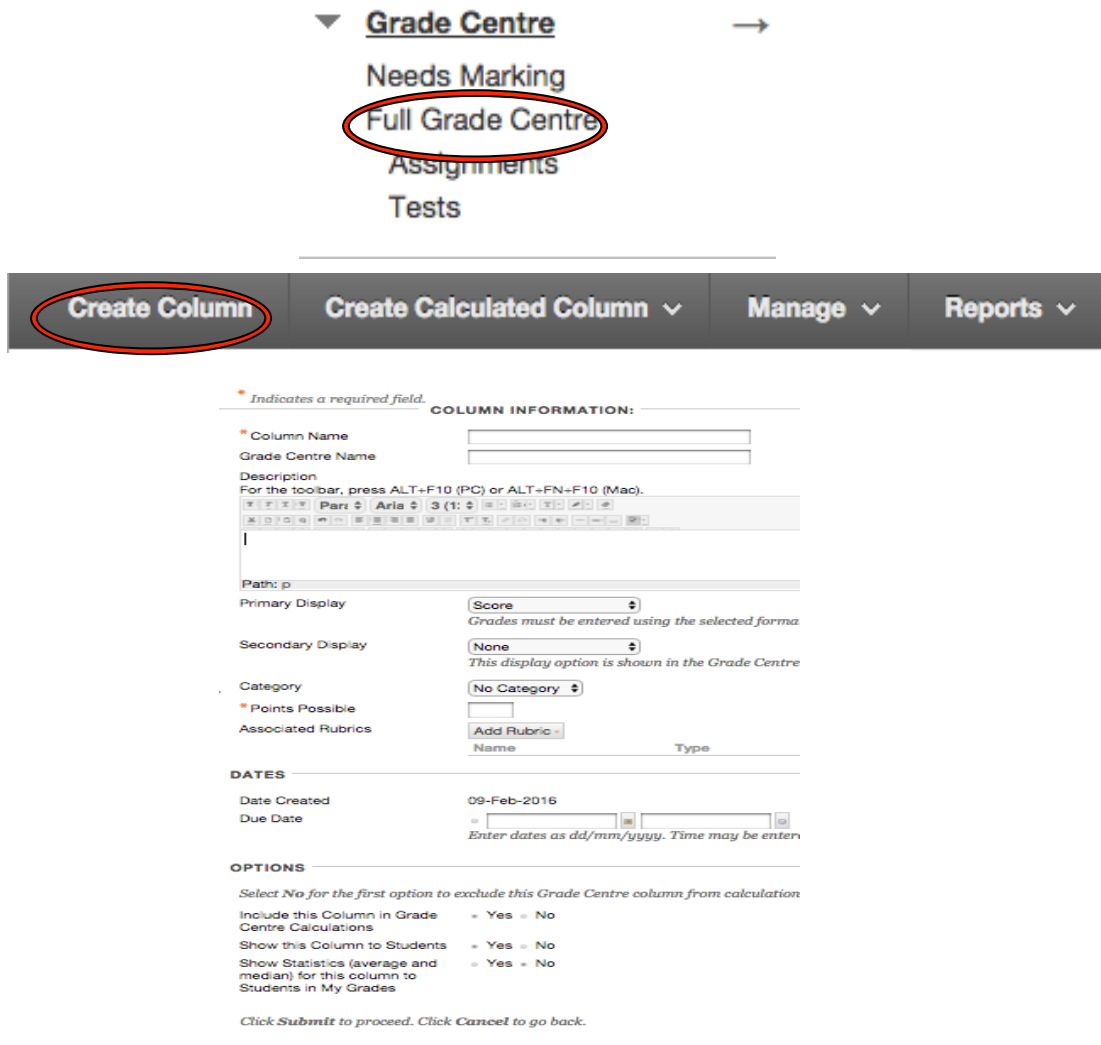 Grade Centre →
Needs Marking
Full Grade Centre
Assignments
Tests
Create Column Create Calculated Column Manage Reports
* Indicates a required field.
COLUMN INFORMATION:
* Column Name
Grade Centre Name
Description
For the toolbar, press ALT+F10 (PC) or ALT+FN+F10 (Mac).
Para Aria 3 (1:
Path: p
Primary Display Score
Grades must be entered using the selected forma
Secondary Display None
This display option is shown in the Grade Centre
Category No Category
* Points Possible
Associated Rubrics Add Rubric
Name Type
DATES
Date Created 09-Feb-2016
Due Date
Enter dates as dd/mm/yyyy. Time may be enter
OPTIONS
Select No for the first option to exclude this Grade Centre column from calculation
Include this Column in Grade Yes No
Centre Calculations
Show this Column to Students Yes No
Show Statistics (average and Yes No
median) for this column to
Students in My Grades
Click Submit to proceed. Click Cancel to go back.